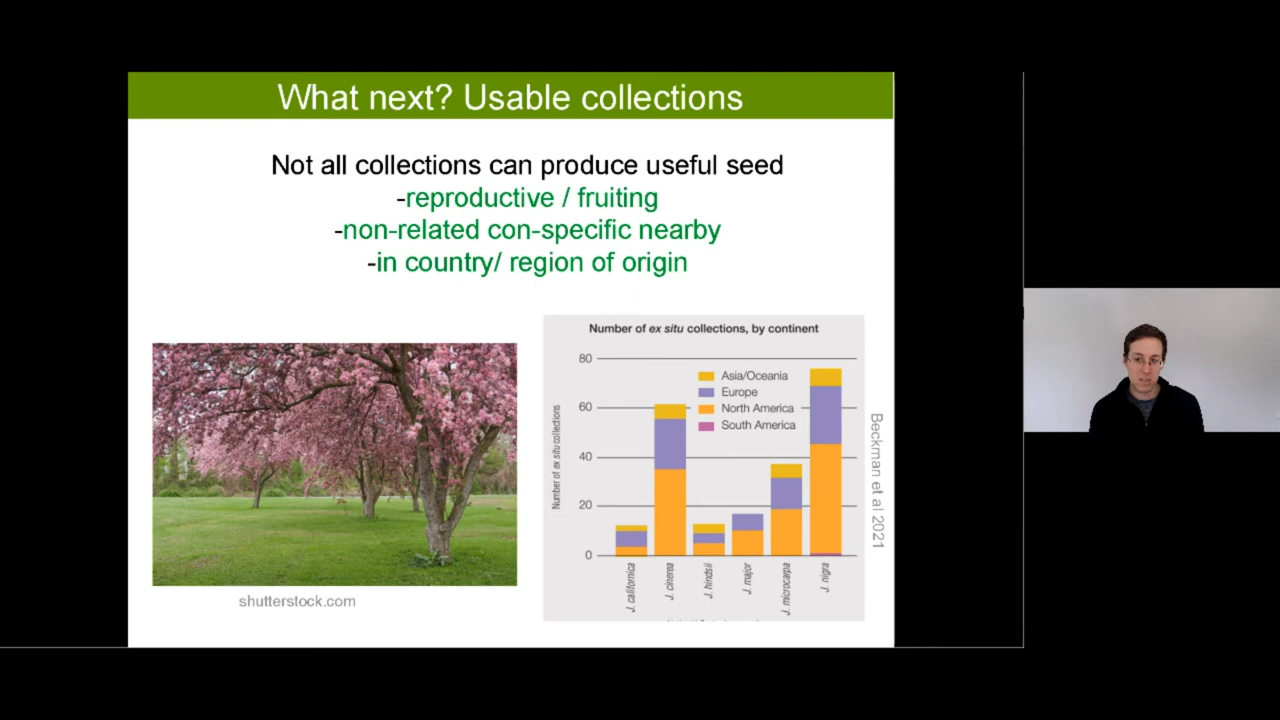 What next? Usable collections
Not all collections can produce useful seed
-reproductive / fruiting
-non-related con-specific nearby
-in country/ region of origin
shutterstock.com
Number of ex situ collections, by continent
Number of ex situ collections
80
60
40
20
0
Asia/Oceania
Europe
North America
South America
J. californica
J. cinerea
J. hindsii
J. major
J. microcarpa
J. nigra
Beckman et al 2021